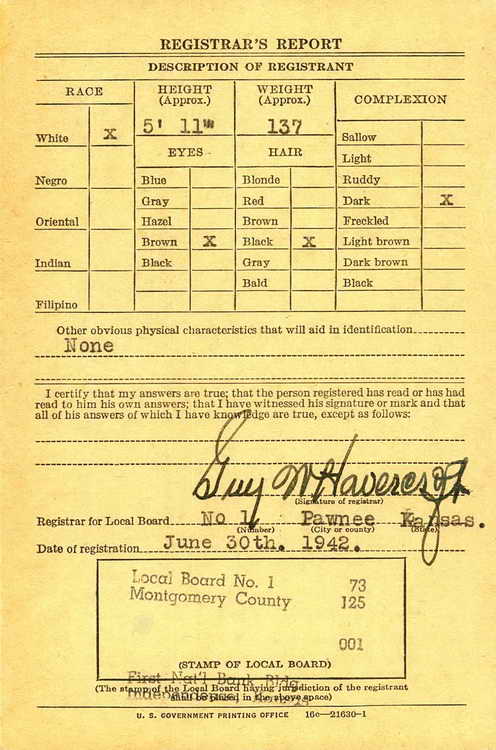 REGISTRAR'S REPORT
DESCRIPTION OF REGISTRANT
RACE
HEIGHT (Approx.)
WEIGHT (Approx.)
COMPLEXION
White X
5' 11"
137
Sallow
EYES
HAIR
Light
Negro
Blue
Blonde
Ruddy
Gray
Red
Dark X
Oriental
Hazel
Brown
Freckled
Brown X
Black X
Light brown
Indian
Black
Gray
Dark brown
Bald
Black
Filipino
Other obvious physical characteristics that will aid in identification
None
I certify that my answers are true; that the person registered has read or has had
read to him his own answers; that I have witnessed his signature or mark and that
all of his answers of which I have knowledge are true, except as follows:
Guy W Havercroft
(Signature of registrar)
Registrar for Local Board No 1 Pawnee Kansas.
(Number) (City or county) (State)
Date of registration June 30th. 1942.
Local Board No. 1 73
Montgomery County 125
001
(STAMP OF LOCAL BOARD)
First Nat'l Bank Bldg.
(The stamp of the Local Board having jurisdiction of the registrant
Independence, Kansas
shall be placed in the above space)
U. S. GOVERNMENT PRINTING OFFICE 16c—21630-1